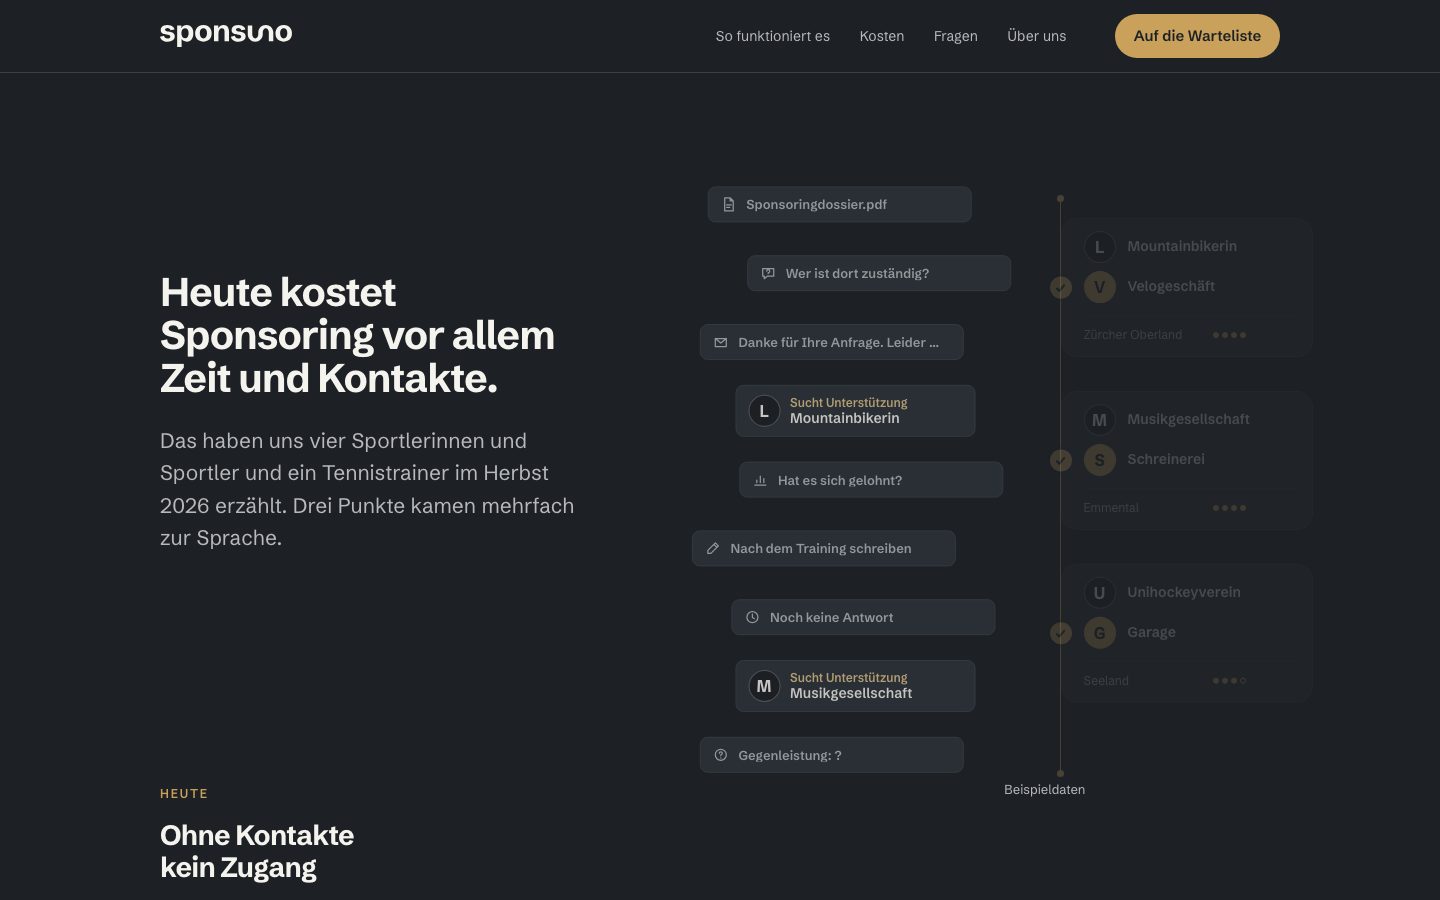 sponsuno
So funktioniert es
Kosten
Fragen
Über uns
Auf die Warteliste
Heute kostet
Sponsoring vor allem
Zeit und Kontakte.
Das haben uns vier Sportlerinnen und
Sportler und ein Tennistrainer im Herbst
2026 erzählt. Drei Punkte kamen mehrfach
zur Sprache.
HEUTE
Ohne Kontakte
kein Zugang
Sponsoringdossier.pdf
Wer ist dort zuständig?
Danke für Ihre Anfrage. Leider ...
L
Sucht Unterstützung
Mountainbikerin
Hat es sich gelohnt?
Nach dem Training schreiben
Noch keine Antwort
M
Sucht Unterstützung
Musikgesellschaft
Gegenleistung: ?
L
Mountainbikerin
V
Velogeschäft
Zürcher Oberland
M
Musikgesellschaft
S
Schreinerei
Emmental
U
Unihockeyverein
G
Garage
Seeland
Beispieldaten